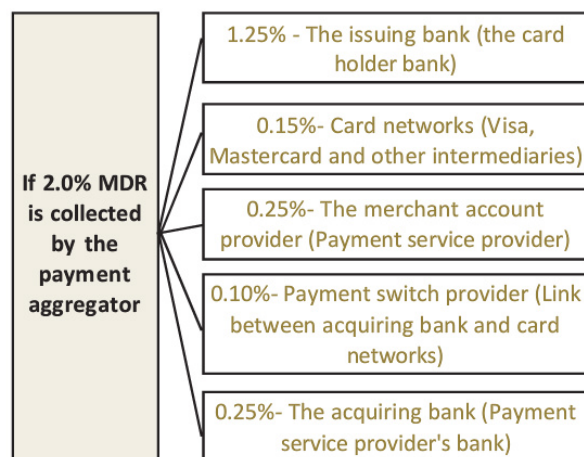 If 2.0% MDR
is collected
by the
payment
aggregator
1.25% - The issuing bank (the card
holder bank)
0.15%- Card networks (Visa,
Mastercard and other intermediaries)
0.25%- The merchant account
provider (Payment service provider)
0.10%- Payment switch provider (Link
between acquiring bank and card
networks)
0.25%- The acquiring bank (Payment
service provider's bank)